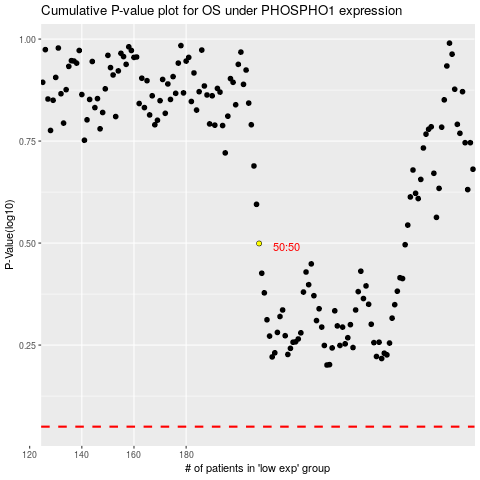 Cumulative P-value plot for OS under PHOSPHO1 expression
P-Value(log10)
1.00
0.75
0.50
0.25
50:50
120 140 160 180
# of patients in 'low exp' group